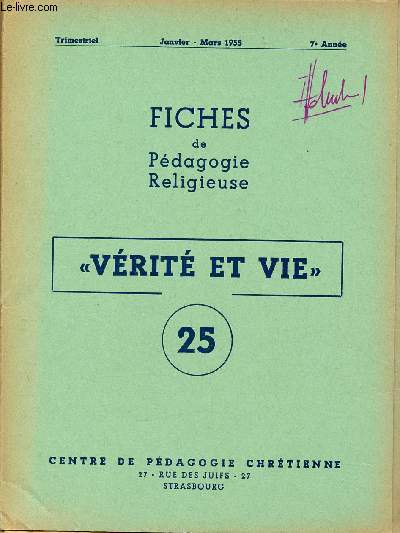 Le-livre.com
Trimestriel Janvier - Mars 1955 7e Année
FICHES
de
Pédagogie
Religieuse
«VÉRITÉ ET VIE»
25
CENTRE DE PÉDAGOGIE CHRÉTIENNE
27 - RUE DES JUIFS - 27
STRASBOURG